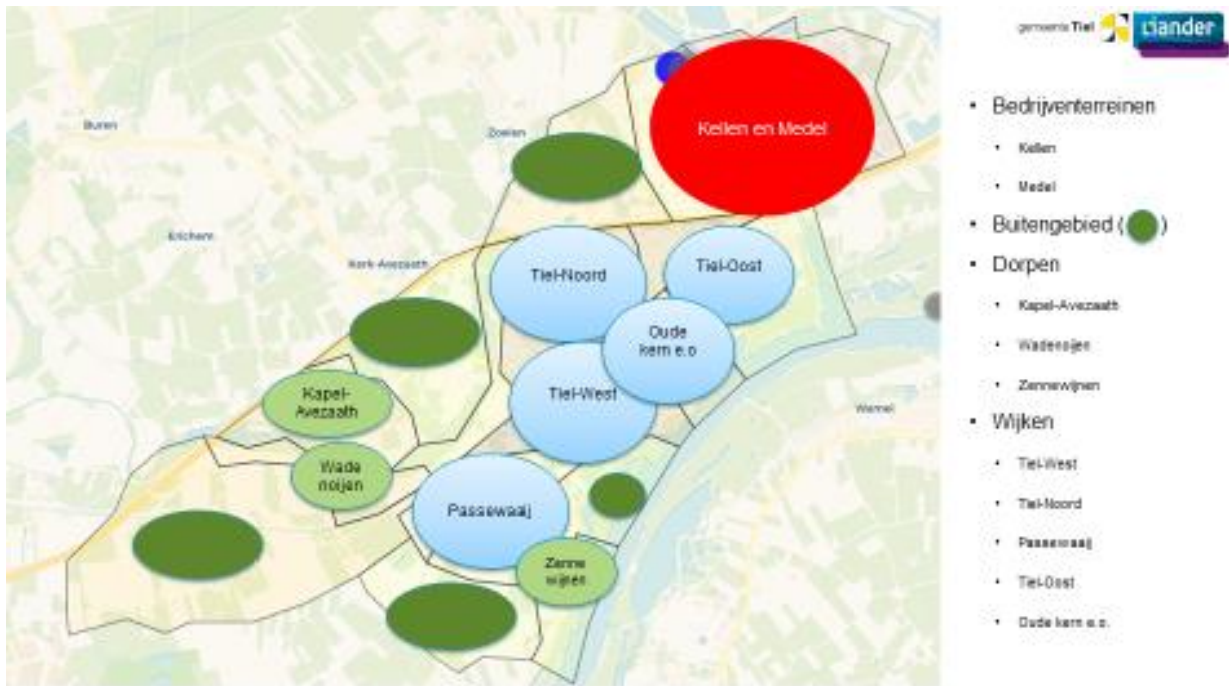 gemeente Tiel
Liander
Buren
Zoelen
Kellen en Medel
Erichem
Kerk-Avezaath
Tiel-Noord
Tiel-Oost
Oude
kern e.o
Kapel-
Avezaath
Tiel-West
Wamel
Wade
noijen
Passewaaij
Zenne
wijnen
• Bedrijventerreinen
• Kellen
• Medel
• Buitengebied ( )
• Dorpen
• Kapel-Avezaath
• Wadenoijen
• Zennewijnen
• Wijken
• Tiel-West
• Tiel-Noord
• Passewaaij
• Tiel-Oost
• Oude kern e.o.